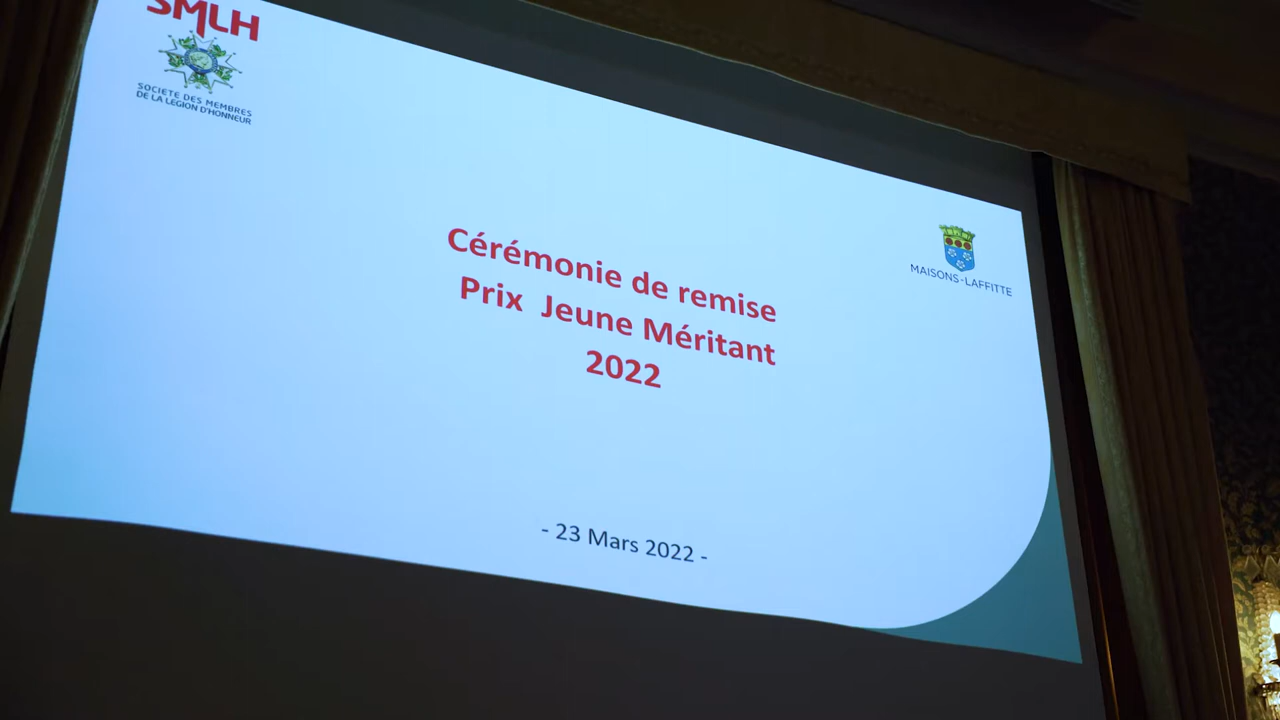 SMLH
SOCIETE DES MEMBRES
DE LA LEGION D'HONNEUR
MAISONS-LAFFITTE
Cérémonie de remise
Prix Jeune Méritant
2022
- 23 Mars 2022 -